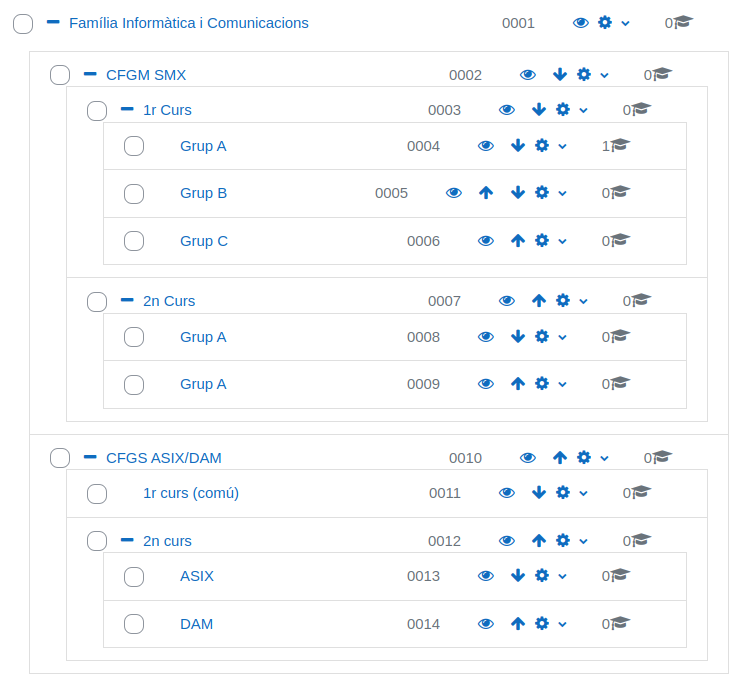 Família Informàtica i Comunicacions 0001 0
CFGM SMX 0002 0
1r Curs 0003 0
Grup A 0004 1
Grup B 0005 0
Grup C 0006 0
2n Curs 0007 0
Grup A 0008 0
Grup A 0009 0
CFGS ASIX/DAM 0010 0
1r curs (comú) 0011 0
2n curs 0012 0
ASIX 0013 0
DAM 0014 0